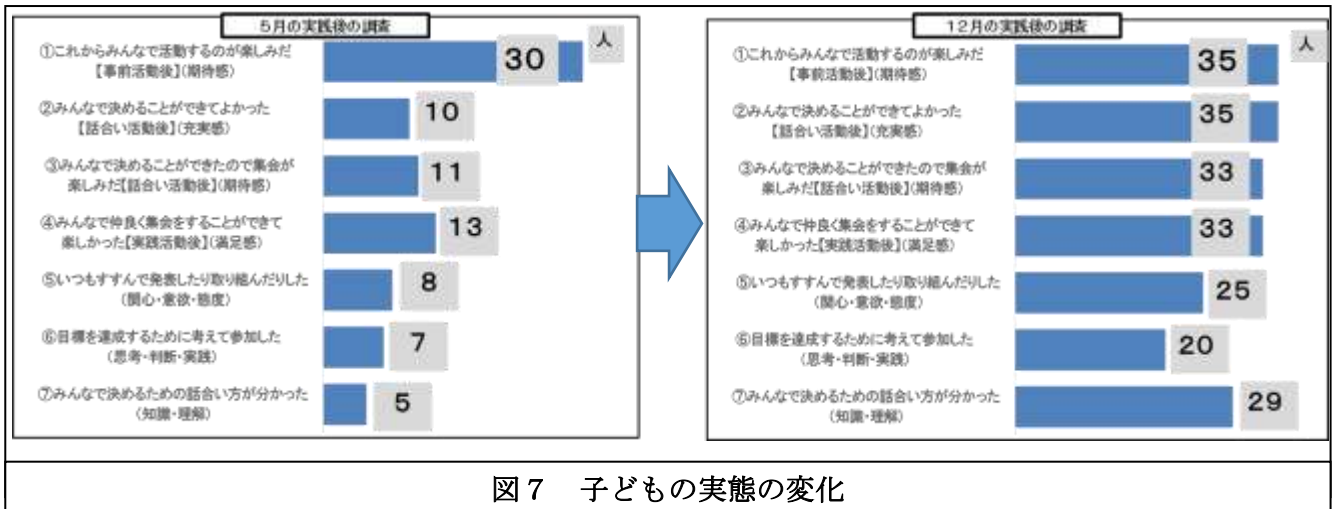 5月の実践後の調査
人
①これからみんなで活動するのが楽しみだ
【事前活動後】(期待感)
30
②みんなで決めることができてよかった
【話合い活動後】(充実感)
10
③みんなで決めることができたので集会が
楽しみだ【話合い活動後】(期待感)
11
④みんなで仲良く集会をすることができて
楽しかった【実践活動後】(満足感)
13
⑤いつもすすんで発表したり取り組んだりした
(関心・意欲・態度)
8
⑥目標を達成するために考えて参加した
(思考・判断・実践)
7
⑦みんなで決めるための話合い方が分かった
(知識・理解)
5
12月の実践後の調査
人
①これからみんなで活動するのが楽しみだ
【事前活動後】(期待感)
35
②みんなで決めることができてよかった
【話合い活動後】(充実感)
35
③みんなで決めることができたので集会が
楽しみだ【話合い活動後】(期待感)
33
④みんなで仲良く集会をすることができて
楽しかった【実践活動後】(満足感)
33
⑤いつもすすんで発表したり取り組んだりした
(関心・意欲・態度)
25
⑥目標を達成するために考えて参加した
(思考・判断・実践)
20
⑦みんなで決めるための話合い方が分かった
(知識・理解)
29
図7 子どもの実態の変化